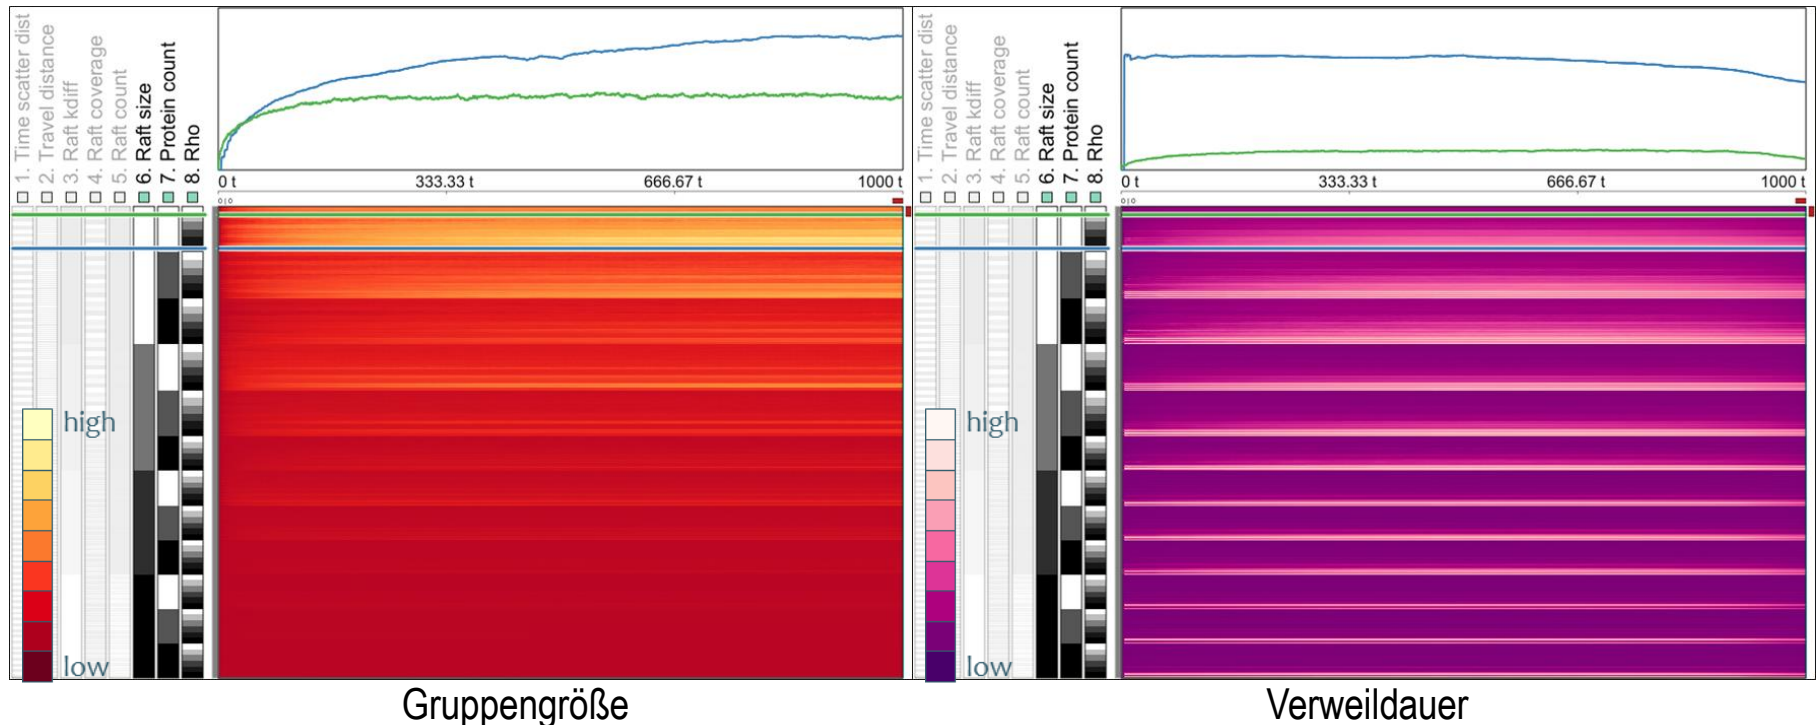 1. Time scatter dist
2. Travel distance
3. Raft kdiff
4. Raft coverage
5. Raft count
6. Raft size
7. Protein count
8. Rho
0 t 333.33 t 666.67 t 1000 t
high
low
Gruppengröße
1. Time scatter dist
2. Travel distance
3. Raft kdiff
4. Raft coverage
5. Raft count
6. Raft size
7. Protein count
8. Rho
0 t 333.33 t 666.67 t 1000 t
high
low
Verweildauer